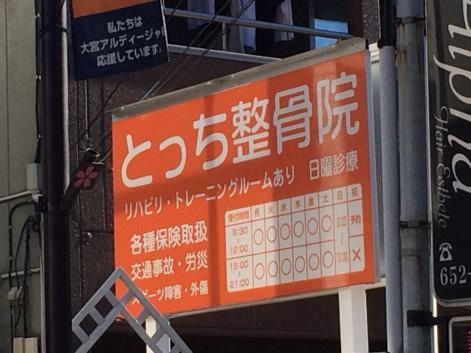 私たちは
大宮アルディージャを
応援しています
とっち整骨院
リハビリ・トレーニングルームあり 日曜診療
各種保険取扱
交通事故・労災
スポーツ障害・外傷
受付時間 月 火 水 木 金 土 日 祝
8:30 〜 12:00 ○ ○ ○ ○ ○ ○
15:00 〜 21:00 ○ ○ ○ ○ ○ ○ ×
予約
Alpha
Hair Esthete
☎
652-